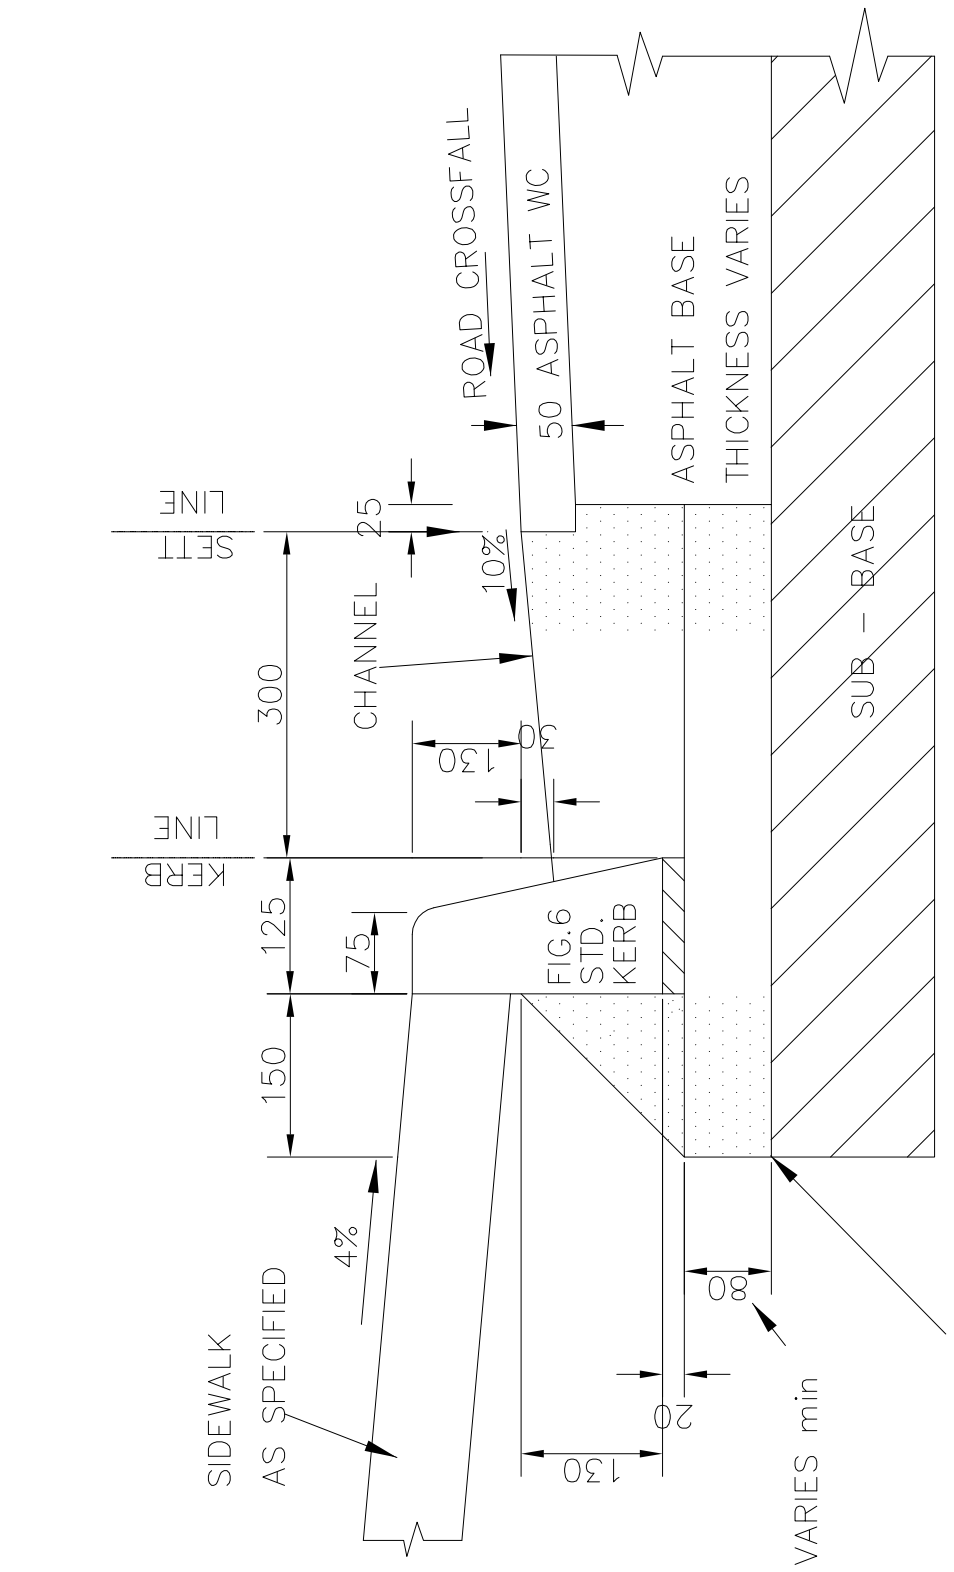 SIDEWALK
AS SPECIFIED
4%
150
125
75
KERB
LINE
300
SETT
LINE
25
CHANNEL
130
30
10%
ROAD CROSSFALL
50 ASPHALT WC
ASPHALT BASE
THICKNESS VARIES
FIG.6
STD.
KERB
130
20
80
VARIES min
SUB - BASE